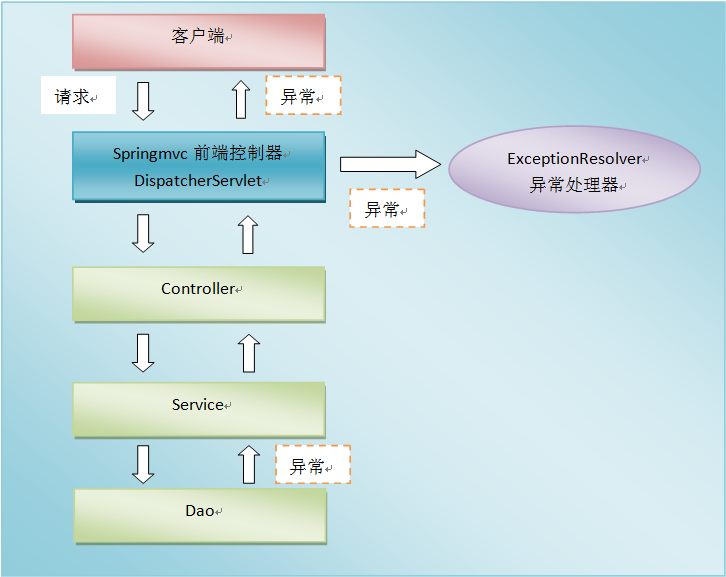 客户端
请求
异常
Springmvc 前端控制器
DispatcherServlet
异常
ExceptionResolver
异常处理器
Controller
Service
异常
Dao